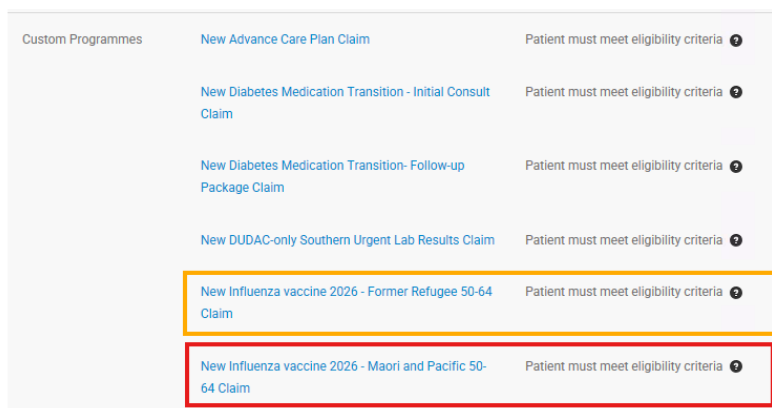 Custom Programmes
New Advance Care Plan Claim
Patient must meet eligibility criteria ?
New Diabetes Medication Transition - Initial Consult
Claim
Patient must meet eligibility criteria ?
New Diabetes Medication Transition- Follow-up
Package Claim
Patient must meet eligibility criteria ?
New DUDAC-only Southern Urgent Lab Results Claim
Patient must meet eligibility criteria ?
New Influenza vaccine 2026 - Former Refugee 50-64
Claim
Patient must meet eligibility criteria ?
New Influenza vaccine 2026 - Maori and Pacific 50-
64 Claim
Patient must meet eligibility criteria ?